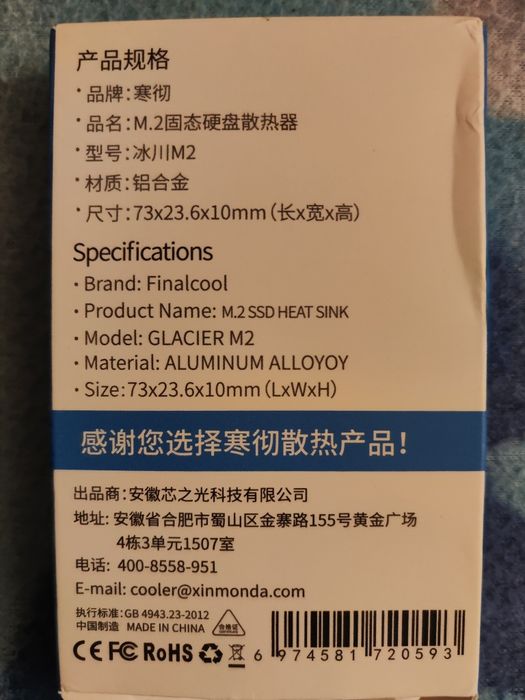 产品规格
·品牌:寒彻
·品名:M.2固态硬盘散热器
·型号:冰川M2
·材质:铝合金
·尺寸:73x23.6x10mm(长x宽x高)
Specifications
·Brand: Finalcool
·Product Name: M.2 SSD HEAT SINK
·Model: GLACIER M2
·Material: ALUMINUM ALLOYOY
·Size:73x23.6x10mm(LxWxH)
感谢您选择寒彻散热产品!
出品商:安徽芯之光科技有限公司
地址: 安徽省合肥市蜀山区金寨路155号黄金广场
4栋3单元1507室
电话: 400-8558-951
E-mail: cooler@xinmonda.com
执行标准:GB 4943.23-2012
中国制造 MADE IN CHINA 合格证
CE FC RoHS
6 974581 720593